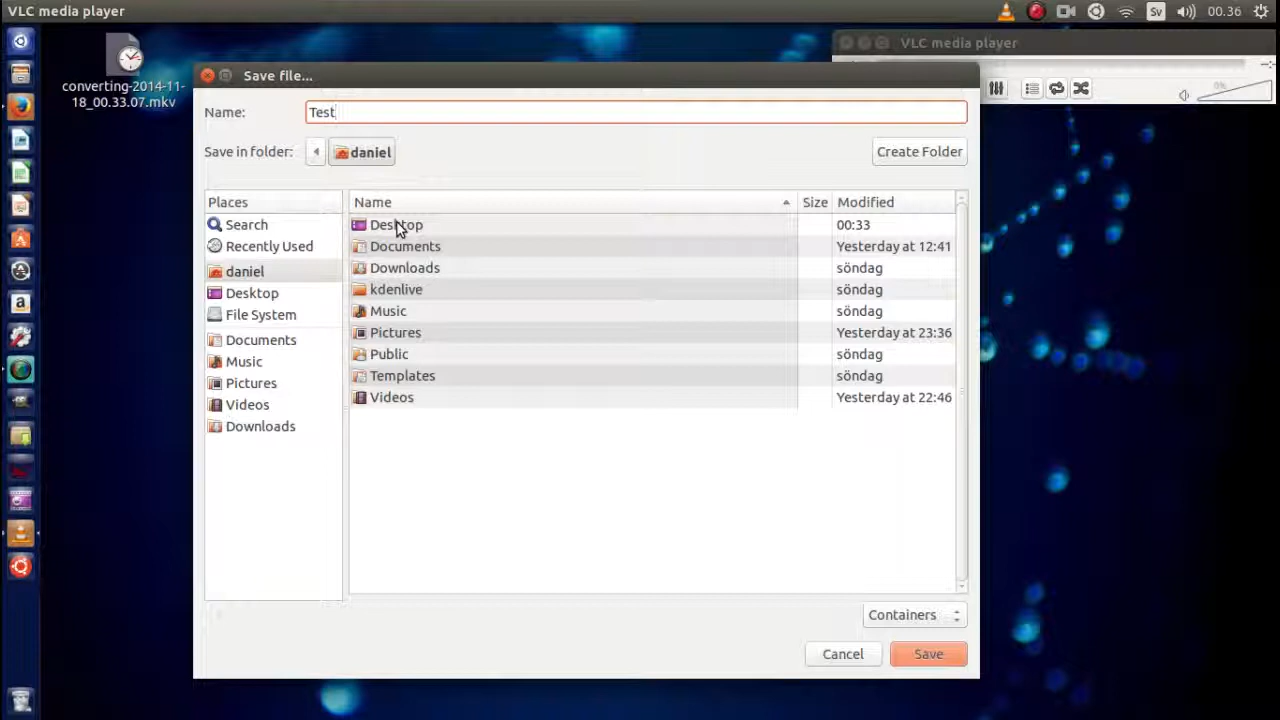 VLC media player
Sv
00.36
converting-2014-11-
18_00.33.07.mkv
VLC media player
0%
Save file...
Name:
Test
Save in folder:
daniel
Create Folder
Places
Search
Recently Used
daniel
Desktop
File System
Documents
Music
Pictures
Videos
Downloads
Name Size Modified
Desktop 00:33
Documents Yesterday at 12:41
Downloads söndag
kdenlive söndag
Music söndag
Pictures Yesterday at 23:36
Public söndag
Templates söndag
Videos Yesterday at 22:46
Containers
Cancel
Save